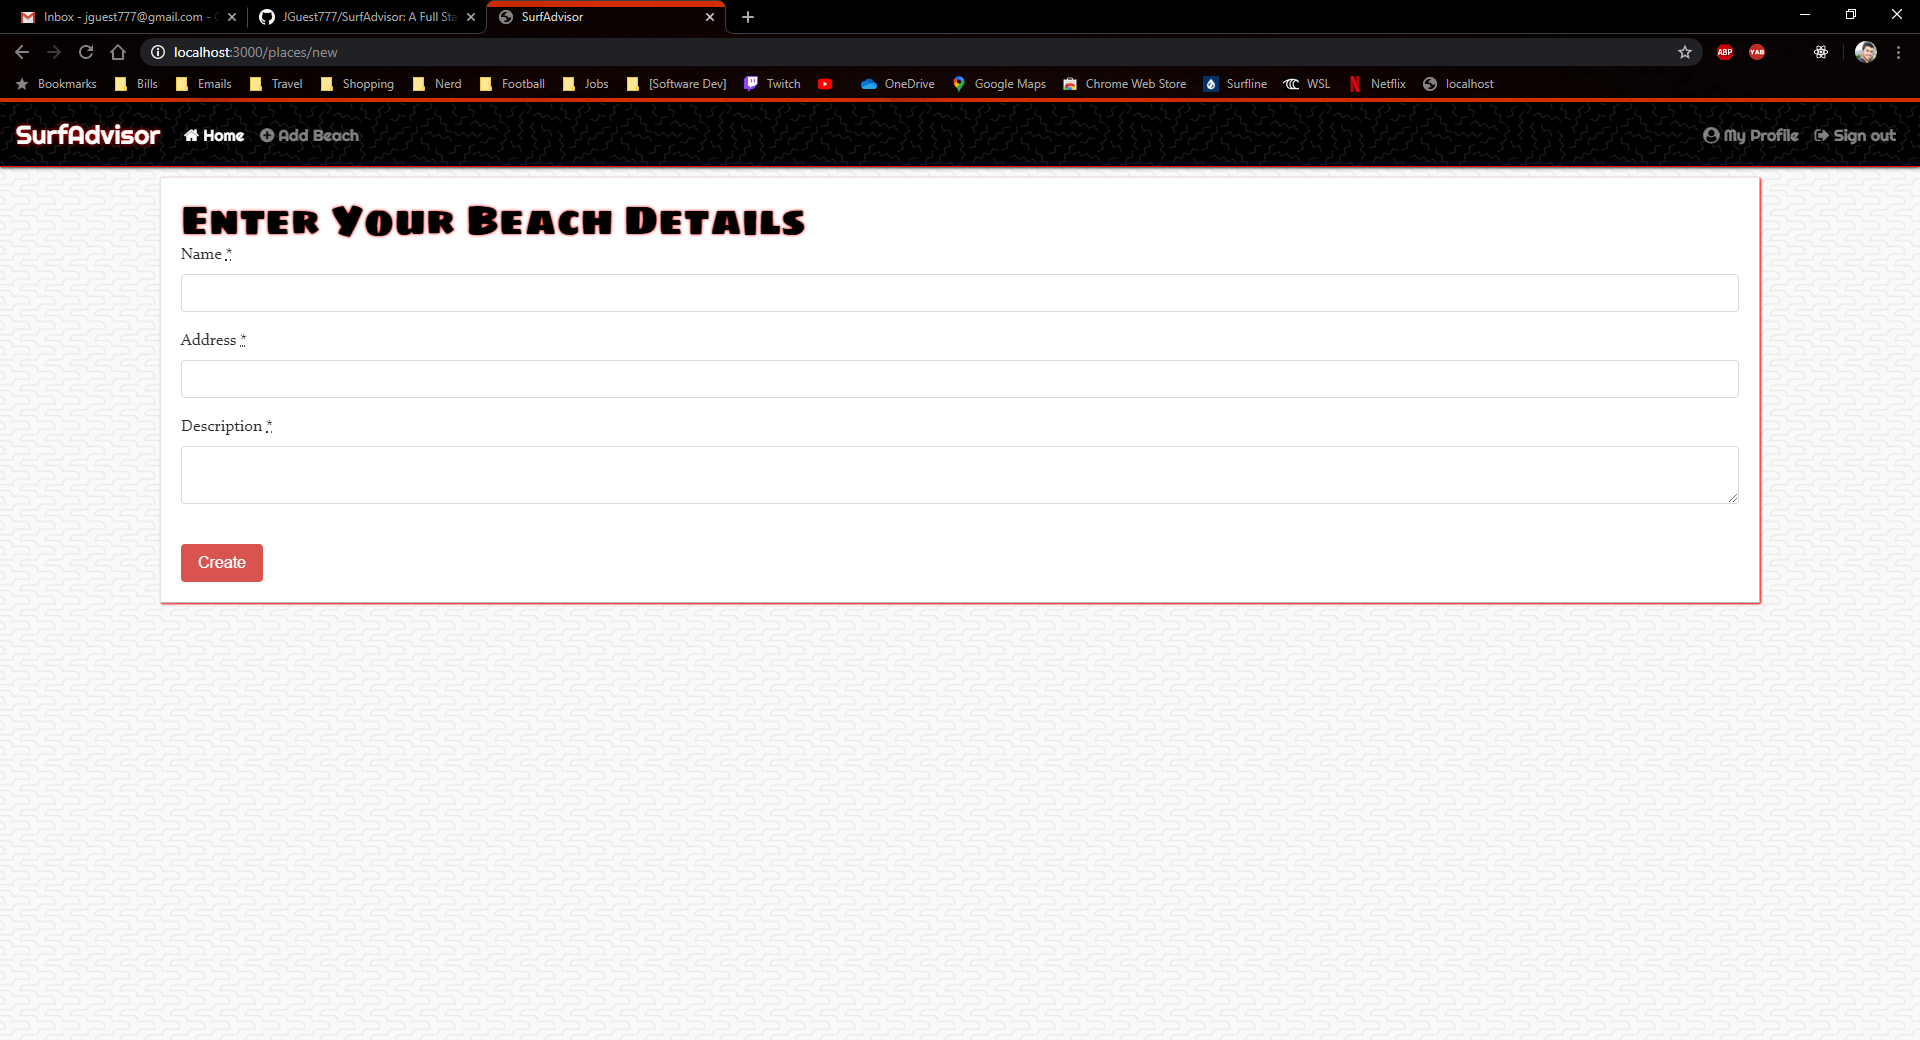 Inbox - jguest777@gmail.com -
JGuest777/SurfAdvisor: A Full Sta
SurfAdvisor
localhost:3000/places/new
ABP
YAB
Bookmarks Bills Emails Travel Shopping Nerd Football Jobs [Software Dev] Twitch OneDrive Google Maps Chrome Web Store Surfline WSL Netflix localhost
SurfAdvisor Home Add Beach My Profile Sign out
Enter Your Beach Details
Name *
Address *
Description *
Create